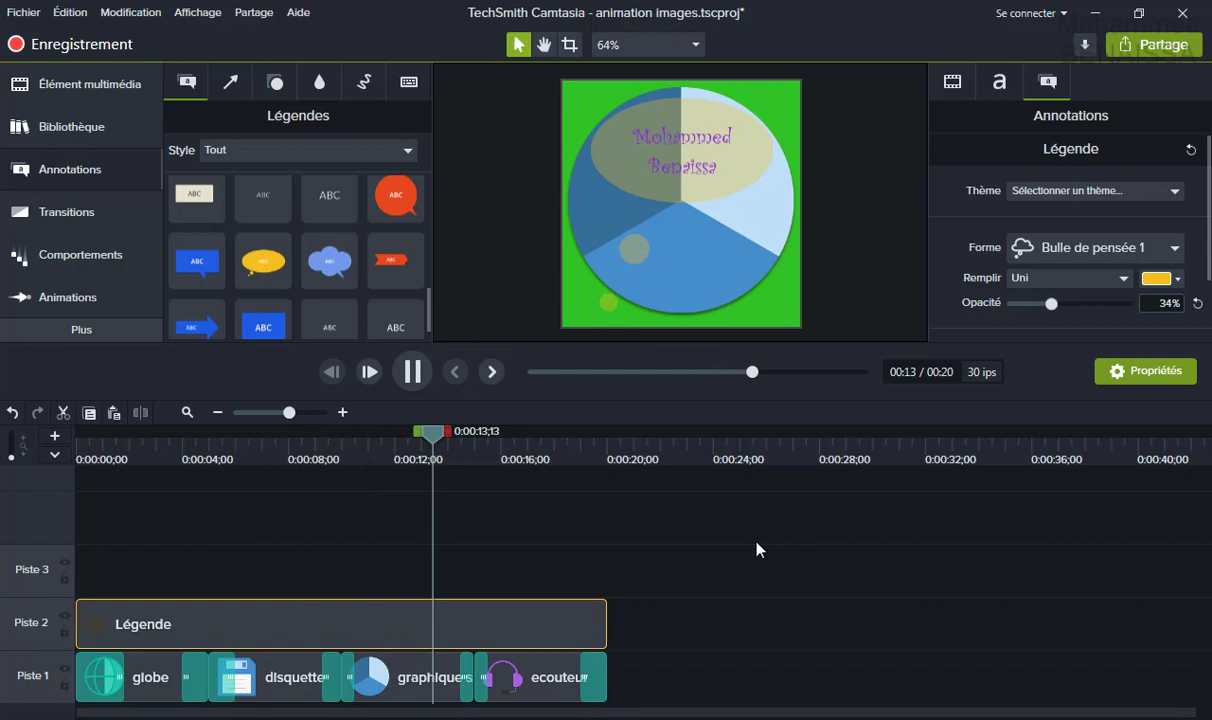 Fichier Édition Modification Affichage Partage Aide TechSmith Camtasia - animation images.tscproj* Se connecter
Enregistrement 64% Partage
Élément multimédia
Bibliothèque
Annotations
Transitions
Comportements
Animations
Plus
Légendes
Style Tout
ABC ABC ABC ABC
ABC ABC ABC ABC
ABC ABC ABC ABC
Mohammed
Benaissa
Mohammed
BENAISSA
Annotations
Légende
Thème Sélectionner un thème...
Forme Bulle de pensée 1
Remplir Uni
Opacité 34%
00:13 / 00:20 30 ips Propriétés
0:00:13;13
0:00:00;00 0:00:04;00 0:00:08;00 0:00:12;00 0:00:16;00 0:00:20;00 0:00:24;00 0:00:28;00 0:00:32;00 0:00:36;00 0:00:40;00
Piste 3
Piste 2 Légende
Piste 1 globe disquette graphiques ecouteur